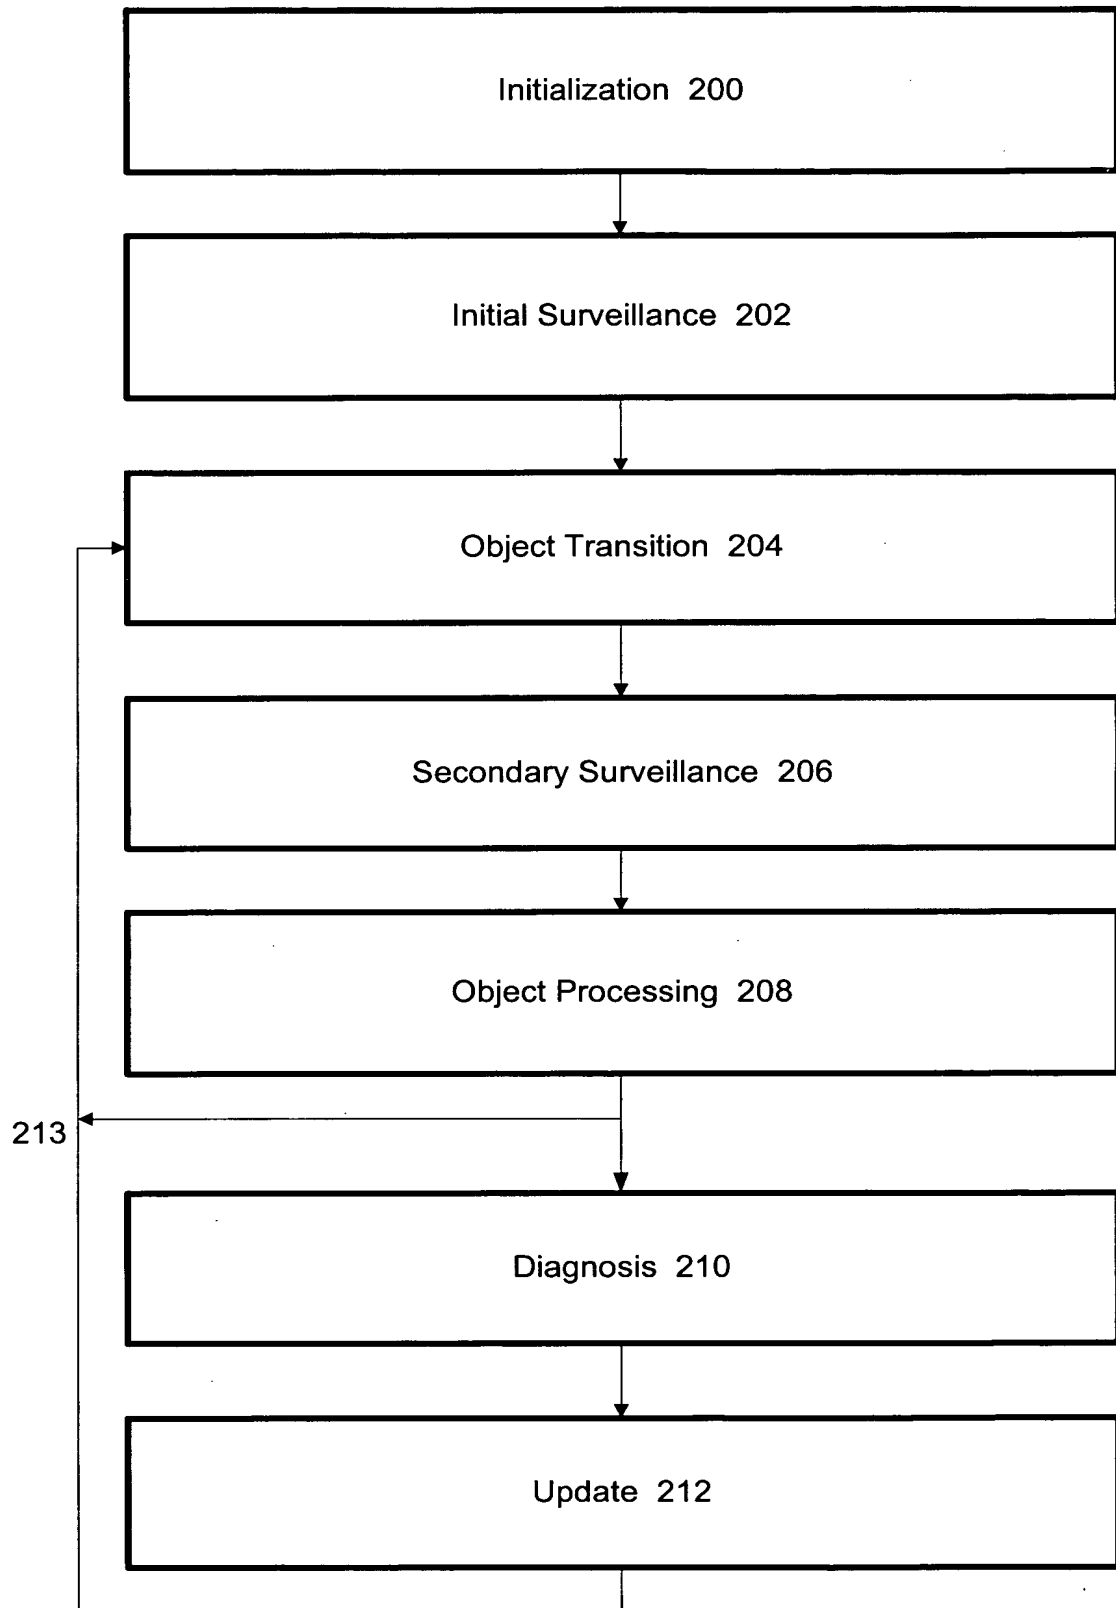 Initialization 200
Initial Surveillance 202
Object Transition 204
Secondary Surveillance 206
Object Processing 208
213
Diagnosis 210
Update 212